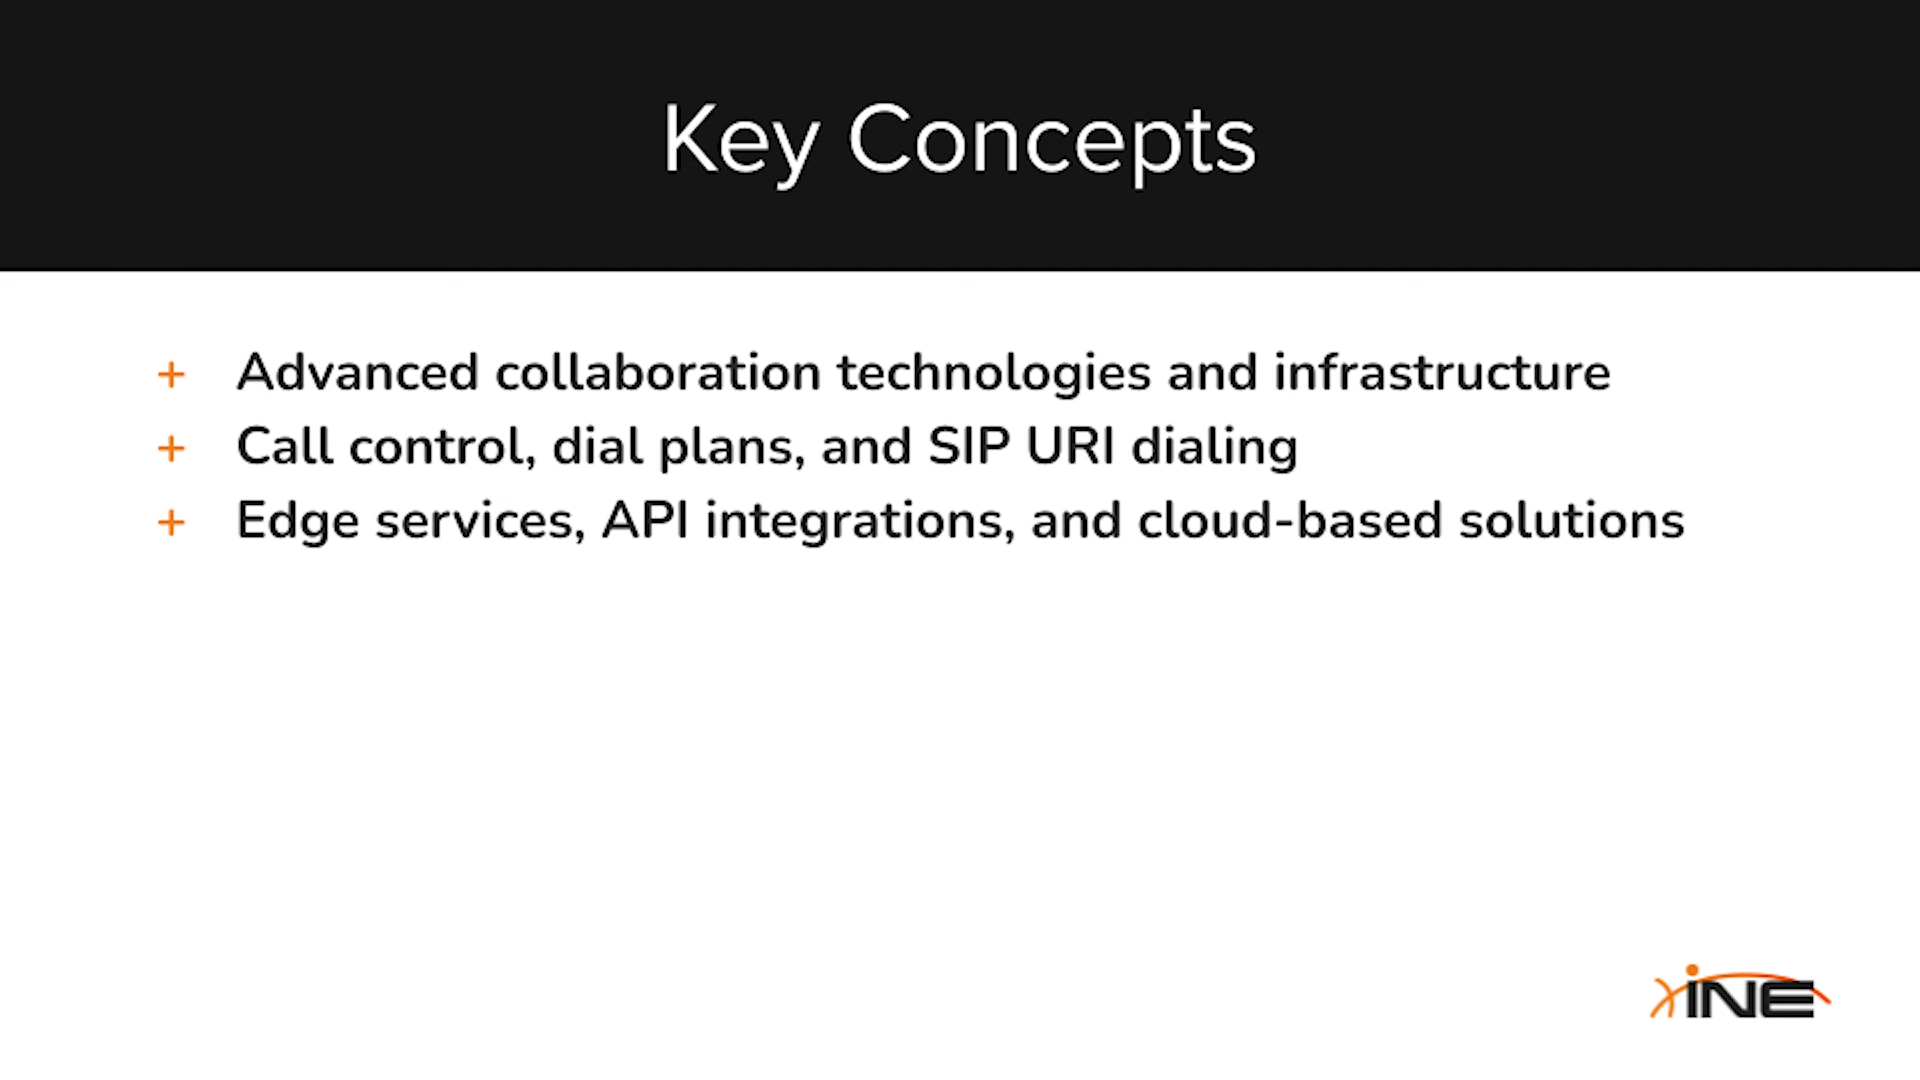 Key Concepts
+ Advanced collaboration technologies and infrastructure
+ Call control, dial plans, and SIP URI dialing
+ Edge services, API integrations, and cloud-based solutions
iNE